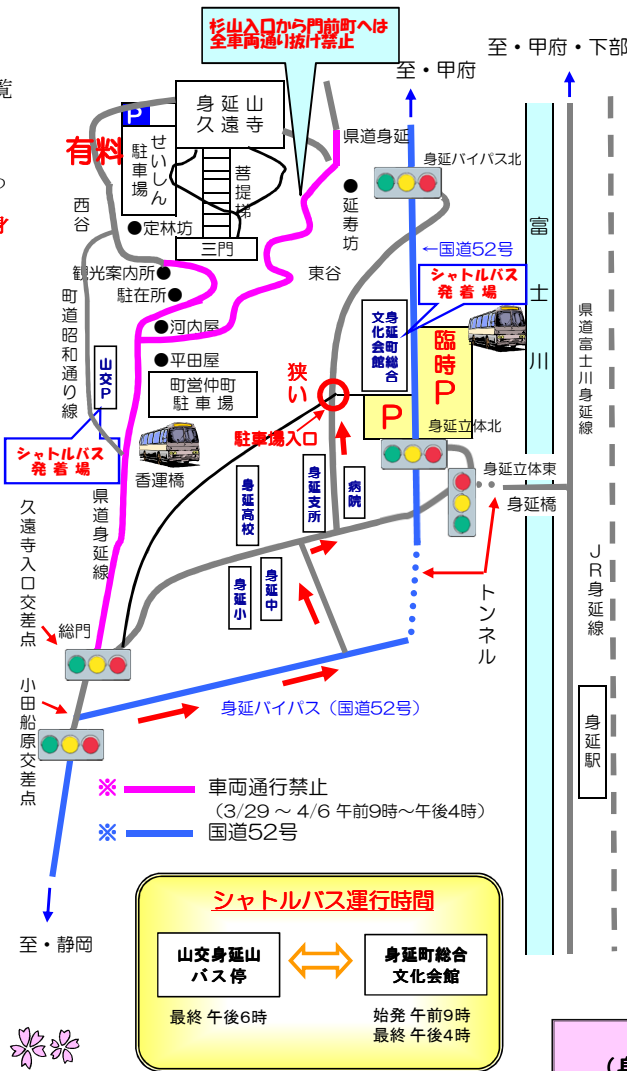 杉山入口から門前町へは
全車両通り抜け禁止
至・甲府・下部
至・甲府
覧
身延山
久遠寺
P
県道身延
有料
せいしん
駐車場
菩提梯
身延バイパス北
延寿坊
西谷
定林坊
三門
←国道52号
富士川
観光案内所
東谷
シャトルバス
発着場
駐在所
町道昭和通り線
河内屋
身延町総合
文化会館
臨時P
県道富士川身延線
山交P
平田屋
狭い
町営仲町
駐車場
P
駐車場入口
身延立体北
シャトルバス
発着場
香運橋
身延立体東
身延橋
久遠寺入口交差点
県道身延線
身延高校
身延支所
病院
JR身延線
身延小
身延中
トンネル
総門
小田船原交差点
身延バイパス（国道52号）
身延駅
※
車両通行禁止
（3/29 ～ 4/6 午前9時～午後4時）
※
国道52号
シャトルバス運行時間
至・静岡
山交身延山
バス停
身延町総合
文化会館
最終 午後6時
始発 午前9時
最終 午後4時